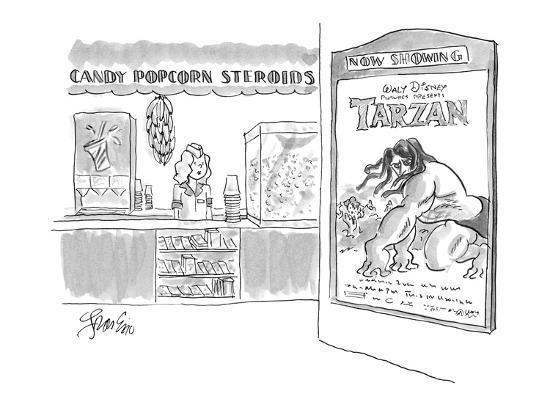 CANDY POPCORN STEROIDS
NOW SHOWING
WALT DISNEY
PICTURES PRESENTS
TARZAN